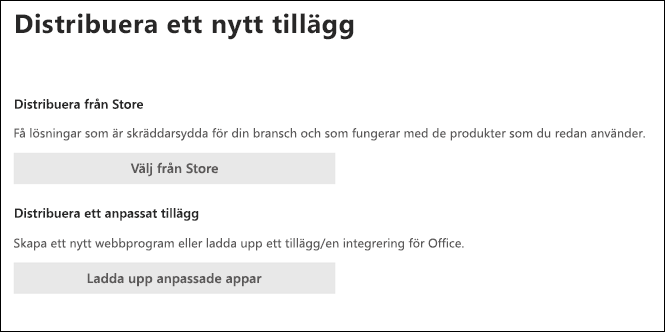 Distribuera ett nytt tillägg
Distribuera från Store
Få lösningar som är skräddarsydda för din bransch och som fungerar med de produkter som du redan använder.
Välj från Store
Distribuera ett anpassat tillägg
Skapa ett nytt webbprogram eller ladda upp ett tillägg/en integrering för Office.
Ladda upp anpassade appar